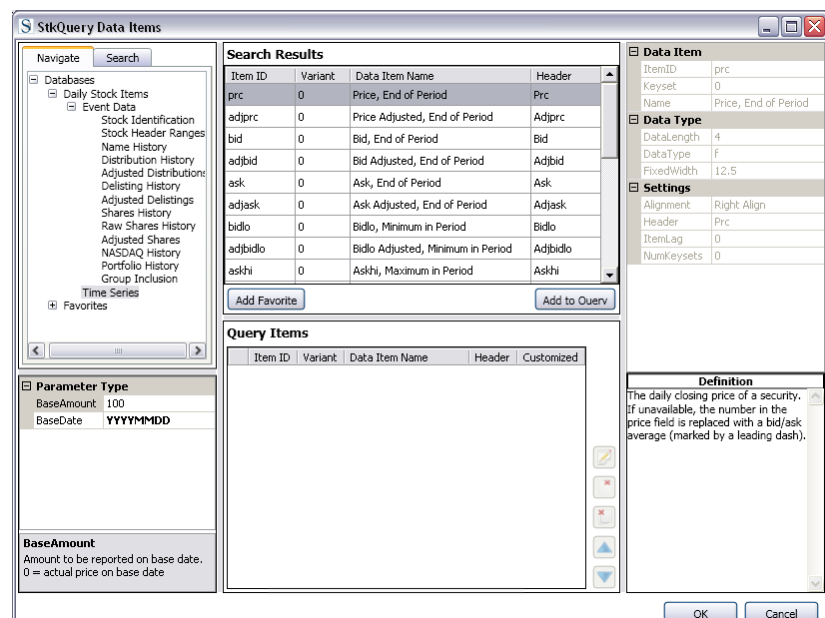 StkQuery Data Items
Navigate Search
Databases
Daily Stock Items
Event Data
Stock Identification
Stock Header Ranges
Name History
Distribution History
Adjusted Distributions
Delisting History
Adjusted Delistings
Shares History
Raw Shares History
Adjusted Shares
NASDAQ History
Portfolio History
Group Inclusion
Time Series
Favorites
Parameter Type
BaseAmount 100
BaseDate YYYYMMDD
BaseAmount
Amount to be reported on base date.
0 = actual price on base date
Search Results
Item ID Variant Data Item Name Header
prc 0 Price, End of Period Prc
adjprc 0 Price Adjusted, End of Period Adjprc
bid 0 Bid, End of Period Bid
adjbid 0 Bid Adjusted, End of Period Adjbid
ask 0 Ask, End of Period Ask
adjask 0 Ask Adjusted, End of Period Adjask
bidlo 0 Bidlo, Minimum in Period Bidlo
adjbidlo 0 Bidlo Adjusted, Minimum in Period Adjbidlo
askhi 0 Askhi, Maximum in Period Askhi
Add Favorite Add to Query
Query Items
Item ID Variant Data Item Name Header Customized
Data Item
ItemID prc
Keyset 0
Name Price, End of Period
Data Type
DataLength 4
DataType f
FixedWidth 12.5
Settings
Alignment Right Align
Header Prc
ItemLag 0
NumKeysets 0
Definition
The daily closing price of a security.
If unavailable, the number in the
price field is replaced with a bid/ask
average (marked by a leading dash).
OK Cancel